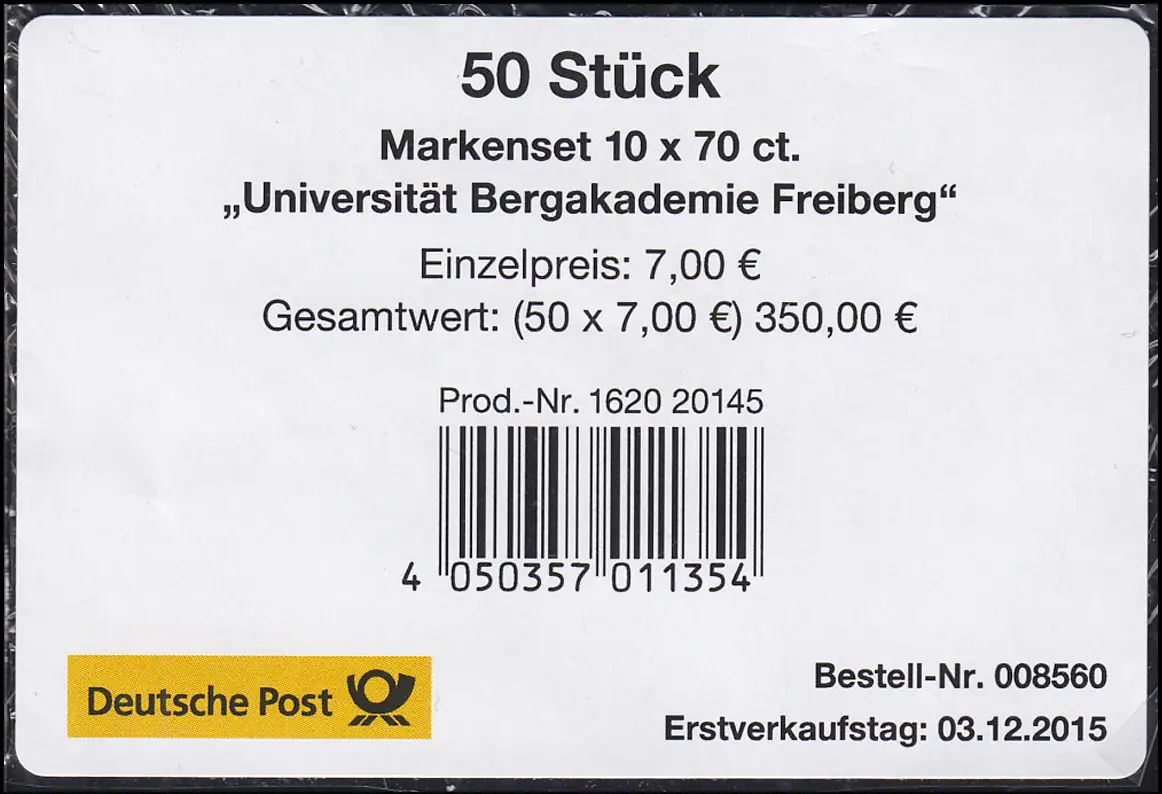 50 Stück
Markenset 10 x 70 ct.
„Universität Bergakademie Freiberg“
Einzelpreis: 7,00 €
Gesamtwert: (50 x 7,00 €) 350,00 €
Prod.-Nr. 1620 20145
4 050357 011354
Deutsche Post
Bestell-Nr. 008560
Erstverkaufstag: 03.12.2015